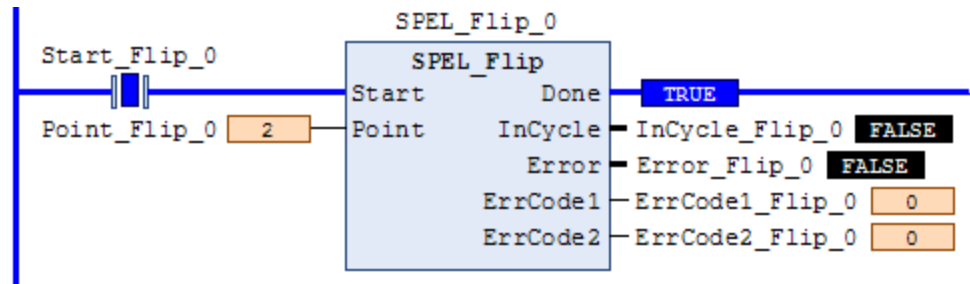 SPEL_Flip_0
Start_Flip_0 SPEL_Flip
Start Done TRUE
Point_Flip_0 2 Point InCycle InCycle_Flip_0 FALSE
Error Error_Flip_0 FALSE
ErrCode1 ErrCode1_Flip_0 0
ErrCode2 ErrCode2_Flip_0 0